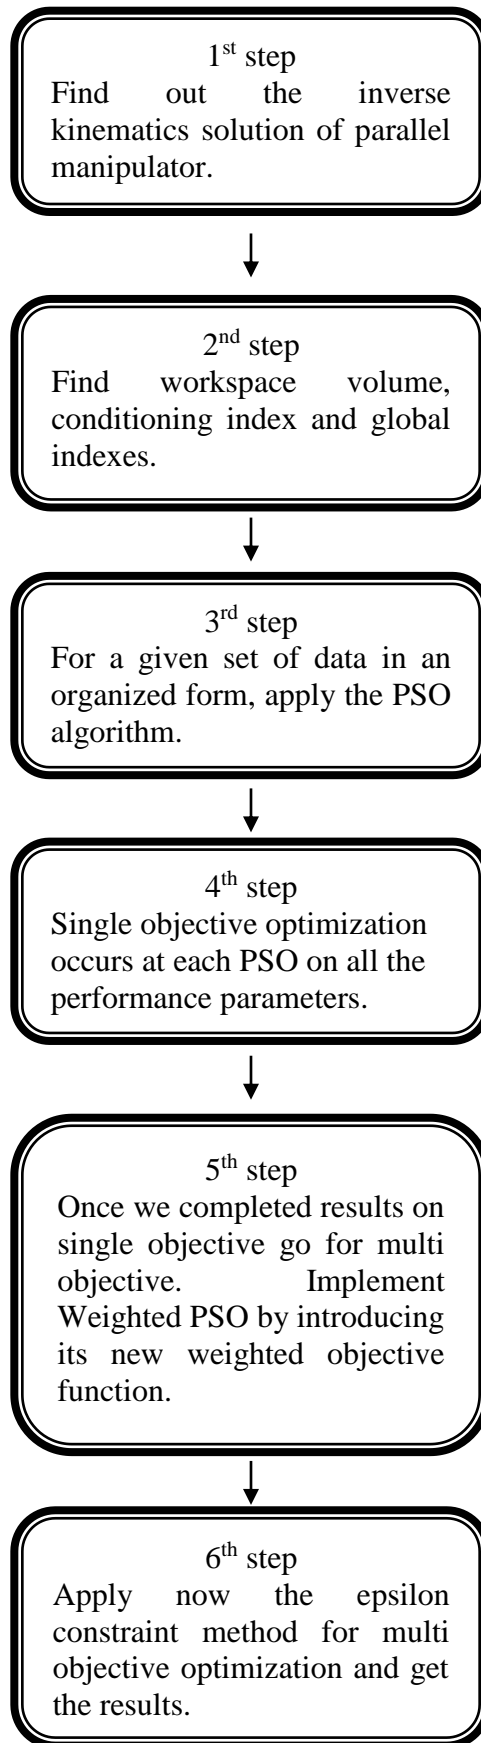 1st step
Find out the inverse
kinematics solution of parallel
manipulator.
2nd step
Find workspace volume,
conditioning index and global
indexes.
3rd step
For a given set of data in an
organized form, apply the PSO
algorithm.
4th step
Single objective optimization
occurs at each PSO on all the
performance parameters.
5th step
Once we completed results on
single objective go for multi
objective. Implement
Weighted PSO by introducing
its new weighted objective
function.
6th step
Apply now the epsilon
constraint method for multi
objective optimization and get
the results.